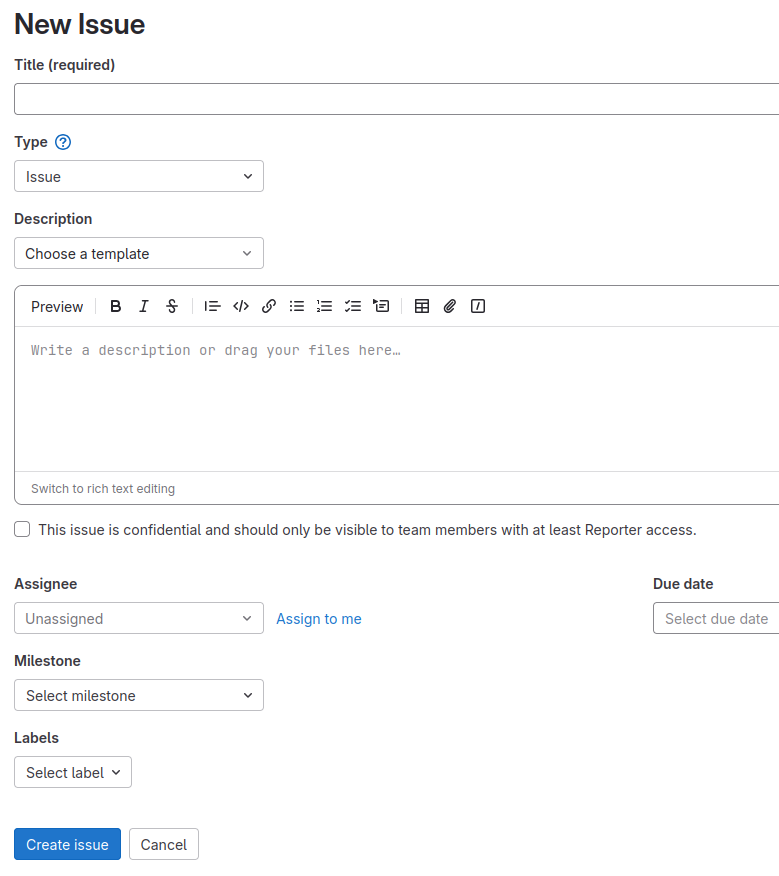 New Issue
Title (required)
Type
Issue
Description
Choose a template
Preview
Write a description or drag your files here…
Switch to rich text editing
This issue is confidential and should only be visible to team members with at least Reporter access.
Assignee Due date
Unassigned Assign to me Select due date
Milestone
Select milestone
Labels
Select label
Create issue Cancel